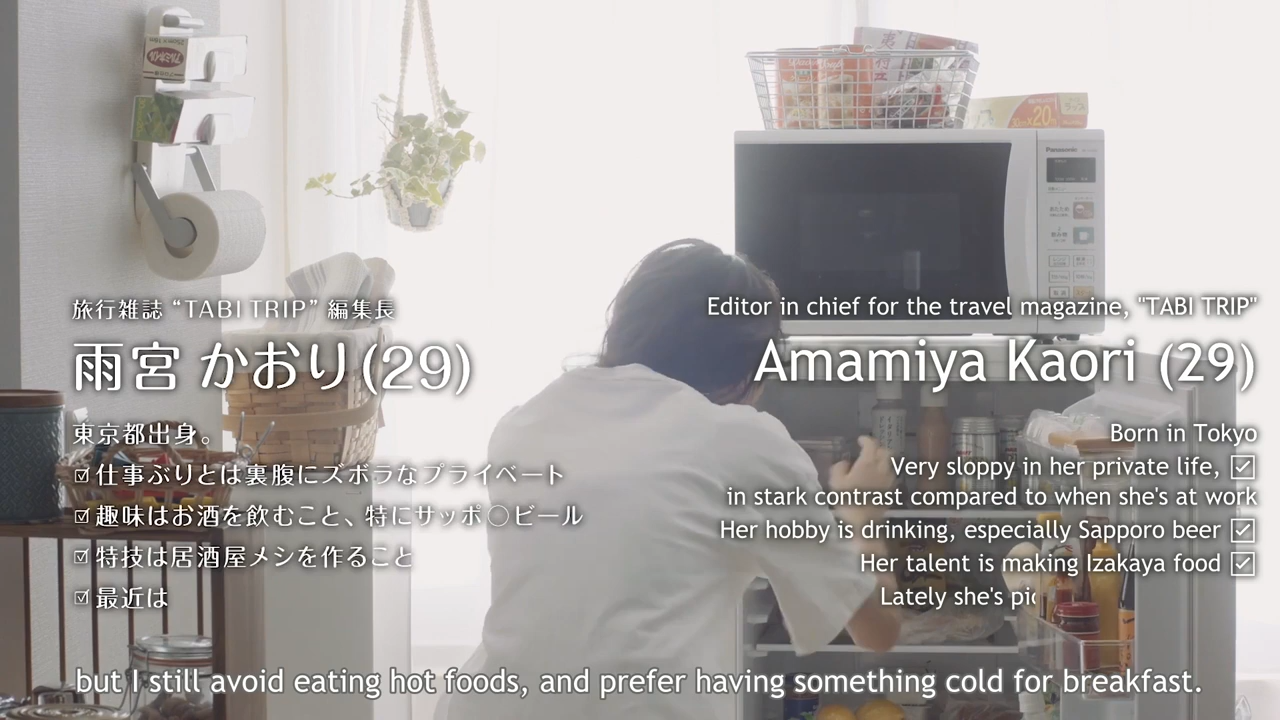 旅行雑誌 “TABI TRIP” 編集長
雨宮 かおり(29)
東京都出身。
☑仕事ぶりとは裏腹にズボラなプライベート
☑趣味はお酒を飲むこと、特にサッポ○ビール
☑特技は居酒屋メシを作ること
☑最近は
Editor in chief for the travel magazine, "TABI TRIP"
Amamiya Kaori (29)
Born in Tokyo
Very sloppy in her private life, ☑
in stark contrast compared to when she's at work
Her hobby is drinking, especially Sapporo beer ☑
Her talent is making Izakaya food ☑
Lately she's pic
but I still avoid eating hot foods, and prefer having something cold for breakfast.
Panasonic